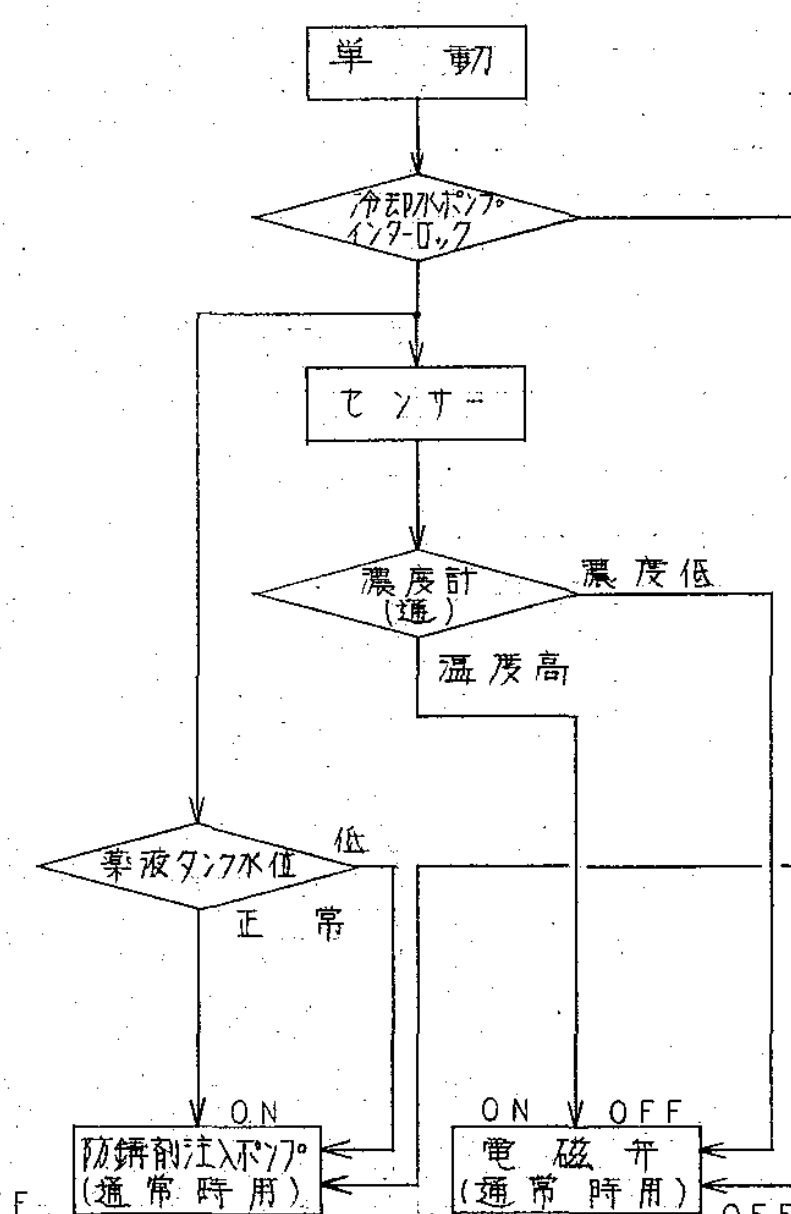 単 動
冷却水ポンプ
インターロック
センサー
濃度計
(通)
濃度低
温度高
薬液タンク水位
低
正 常
ON
防錆剤注入ポンプ
(通常時用)
ON
OFF
電磁弁
(通常時用)
F
OFF